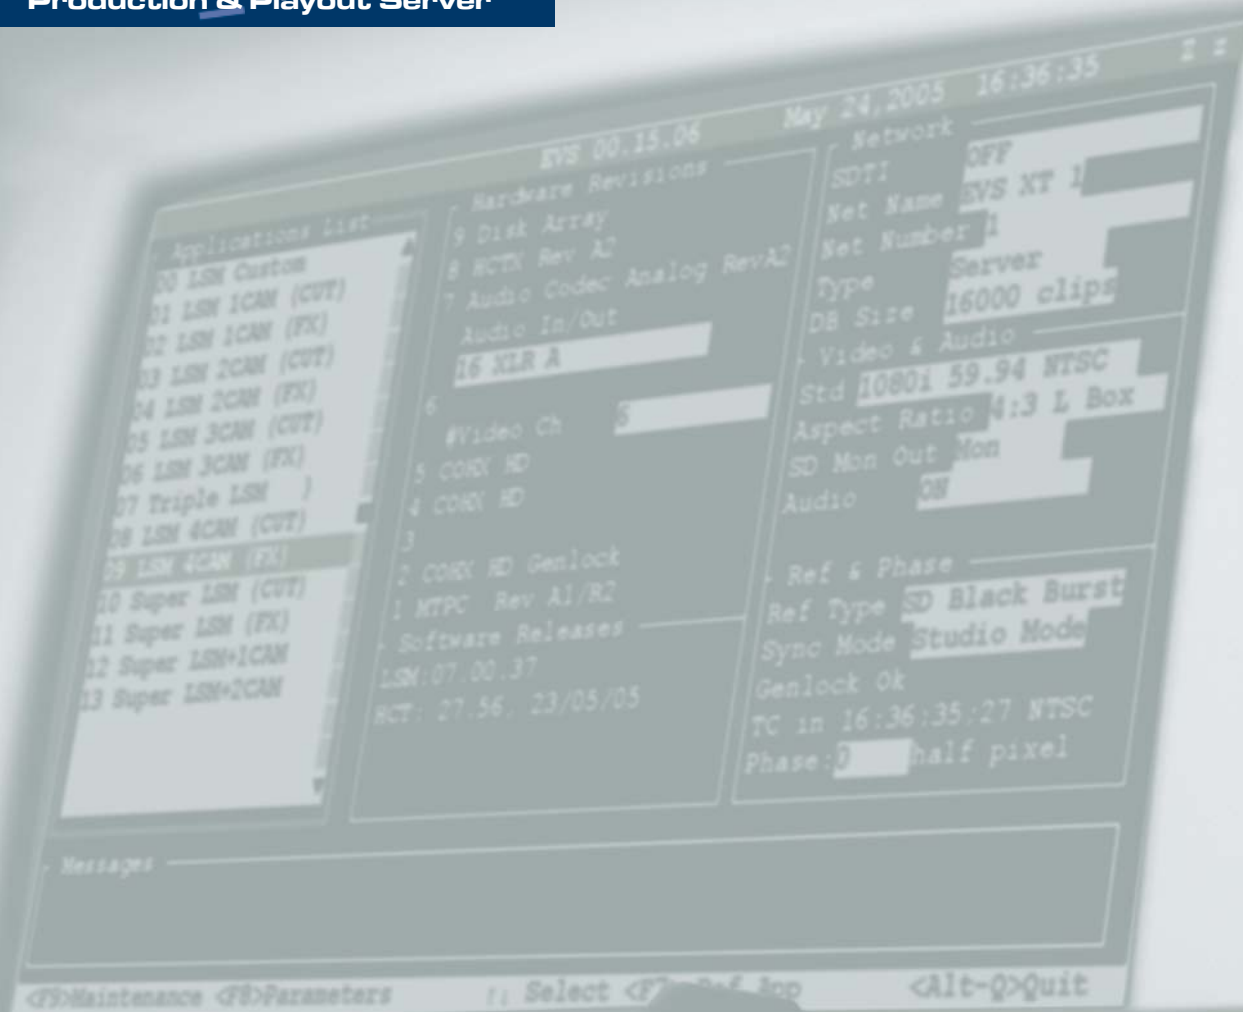 Production & Playout Server
EVS 00.15.06 May 24,2005 16:36:35
Applications List
00 LSM Custom
01 LSM 1CAM (CUT)
02 LSM 1CAM (FX)
03 LSM 2CAM (CUT)
04 LSM 2CAM (FX)
05 LSM 3CAM (CUT)
06 LSM 3CAM (FX)
07 Triple LSM )
08 LSM 4CAM (CUT)
09 LSM 4CAM (FX)
10 Super LSM (CUT)
11 Super LSM (FX)
12 Super LSM+1CAM
13 Super LSM+2CAM
Hardware Revisions
9 Disk Array
8 HCTX Rev A2
7 Audio Codec Analog RevA2
Audio In/Out
16 XLR A
6
#Video Ch 6
5 COHX HD
4 COHX HD
3
2 COHX HD Genlock
1 MTPC Rev A1/B2
Software Releases
LSM:07.00.37
HCT: 27.56, 23/05/05
Network
SDTI OFF
Net Name EVS XT 1
Net Number 1
Type Server
DB Size 16000 clips
Video & Audio
Std 1080i 59.94 NTSC
Aspect Ratio 4:3 L Box
SD Mon Out Mon
Audio ON
Ref & Phase
Ref Type SD Black Burst
Sync Mode Studio Mode
Genlock Ok
TC in 16:36:35:27 NTSC
Phase:0 half pixel
Messages
<F9>Maintenance <F8>Parameters ↑↓ Select App <Alt-Q>Quit